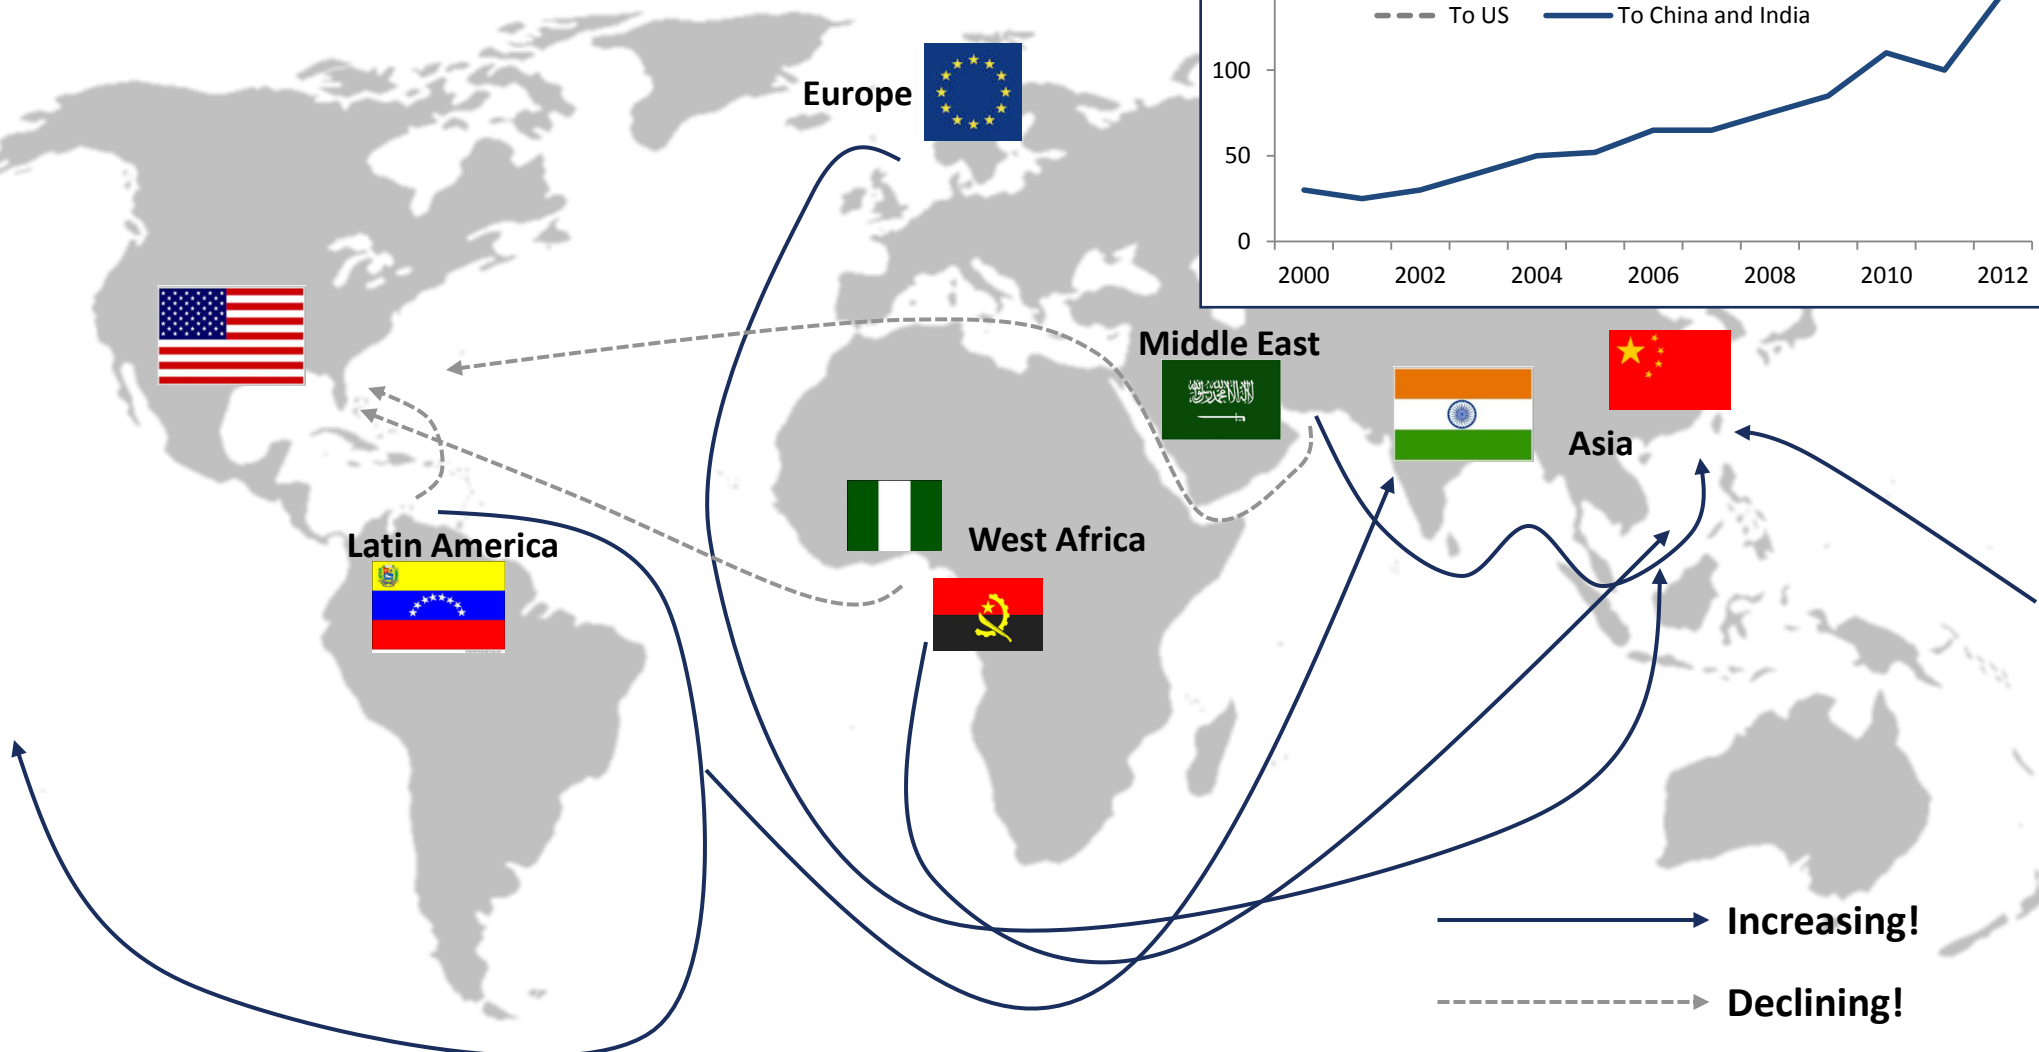 To US
To China and India
100
50
0
2000 2002 2004 2006 2008 2010 2012
Europe
Middle East
Asia
West Africa
Latin America
Increasing!
Declining!